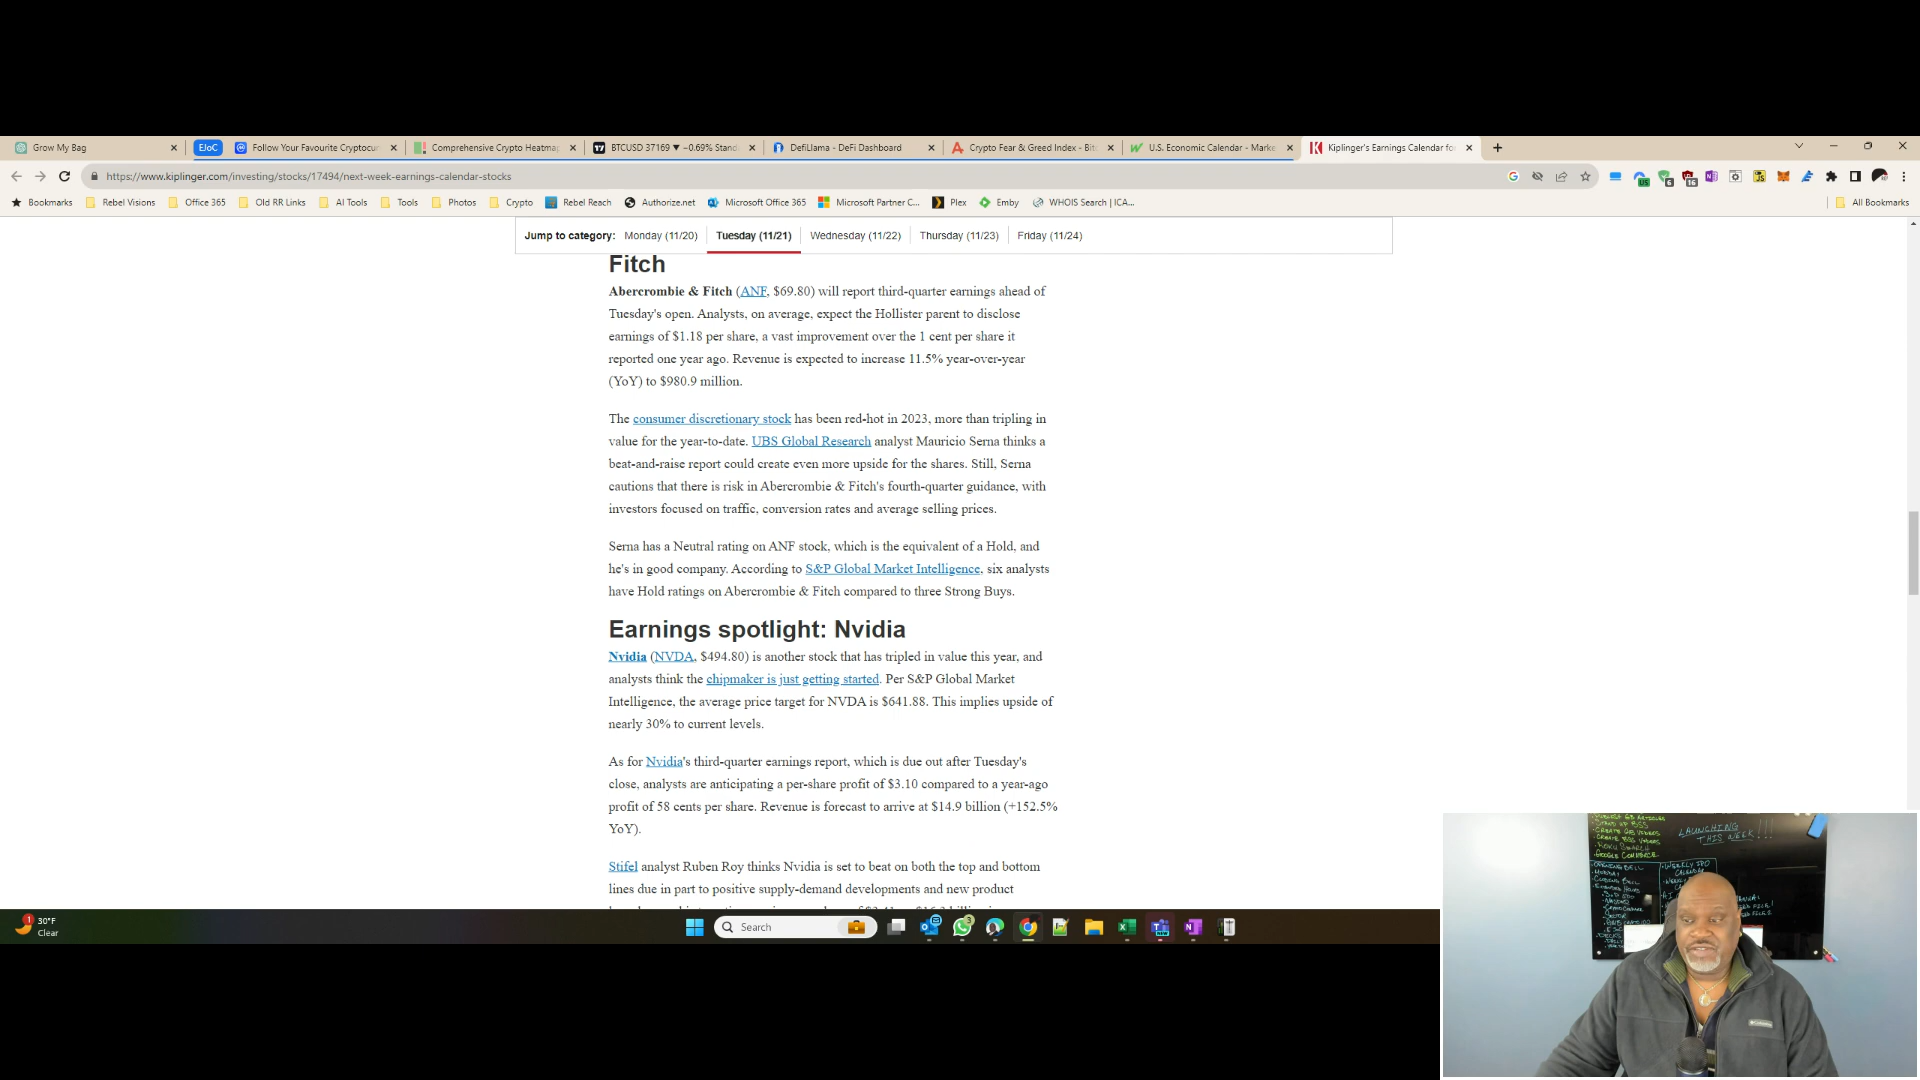 Grow My Bag
EJoC
Follow Your Favourite Cryptocur
Comprehensive Crypto Heatmap
BTCUSD 37169 ▼ −0.69% Stand
DefiLlama - DeFi Dashboard
Crypto Fear & Greed Index - Bit
U.S. Economic Calendar - Marke
Kiplinger's Earnings Calendar fo
https://www.kiplinger.com/investing/stocks/17494/next-week-earnings-calendar-stocks
Bookmarks
Rebel Visions
Office 365
Old RR Links
AI Tools
Tools
Photos
Crypto
Rebel Reach
Authorize.net
Microsoft Office 365
Microsoft Partner C...
Plex
Emby
WHOIS Search | ICA...
All Bookmarks
Jump to category: Monday (11/20) Tuesday (11/21) Wednesday (11/22) Thursday (11/23) Friday (11/24)
Fitch
Abercrombie & Fitch (ANF, $69.80) will report third-quarter earnings ahead of
Tuesday's open. Analysts, on average, expect the Hollister parent to disclose
earnings of $1.18 per share, a vast improvement over the 1 cent per share it
reported one year ago. Revenue is expected to increase 11.5% year-over-year
(YoY) to $980.9 million.
The consumer discretionary stock has been red-hot in 2023, more than tripling in
value for the year-to-date. UBS Global Research analyst Mauricio Serna thinks a
beat-and-raise report could create even more upside for the shares. Still, Serna
cautions that there is risk in Abercrombie & Fitch's fourth-quarter guidance, with
investors focused on traffic, conversion rates and average selling prices.
Serna has a Neutral rating on ANF stock, which is the equivalent of a Hold, and
he's in good company. According to S&P Global Market Intelligence, six analysts
have Hold ratings on Abercrombie & Fitch compared to three Strong Buys.
Earnings spotlight: Nvidia
Nvidia (NVDA, $494.80) is another stock that has tripled in value this year, and
analysts think the chipmaker is just getting started. Per S&P Global Market
Intelligence, the average price target for NVDA is $641.88. This implies upside of
nearly 30% to current levels.
As for Nvidia's third-quarter earnings report, which is due out after Tuesday's
close, analysts are anticipating a per-share profit of $3.10 compared to a year-ago
profit of 58 cents per share. Revenue is forecast to arrive at $14.9 billion (+152.5%
YoY).
Stifel analyst Ruben Roy thinks Nvidia is set to beat on both the top and bottom
lines due in part to positive supply-demand developments and new product
30°F
Clear
Search
LAUNCHING
THIS WEEK!!!